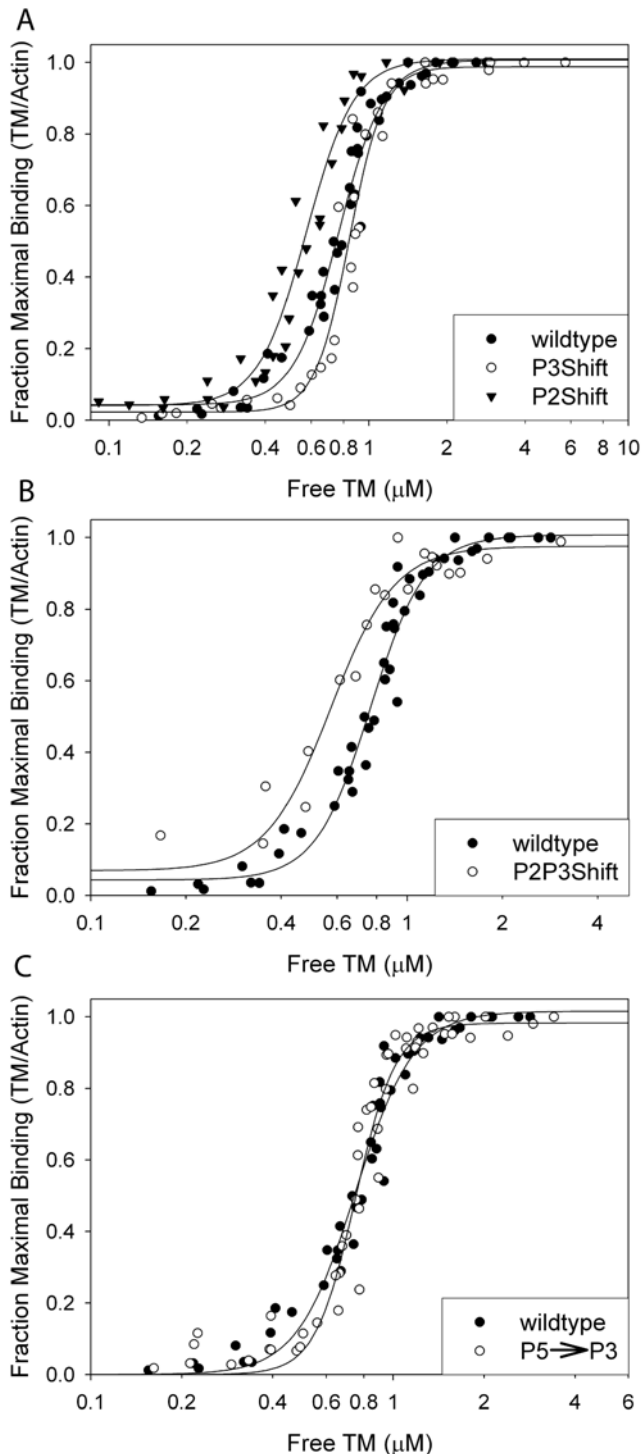 A
Fraction Maximal Binding (TM/Actin)
1.0
0.8
0.6
0.4
0.2
0.0
wildtype
P3Shift
P2Shift
0.1 0.2 0.4 0.6 0.8 1 2 4 6 8 10
Free TM (μM)
B
Fraction Maximal Binding (TM/Actin)
1.0
0.8
0.6
0.4
0.2
0.0
wildtype
P2P3Shift
0.1 0.2 0.4 0.6 0.8 1 2 4
Free TM (μM)
C
Fraction Maximal Binding (TM/Actin)
1.0
0.8
0.6
0.4
0.2
0.0
wildtype
P5→P3
0.1 0.2 0.4 0.6 0.8 1 2 4 6
Free TM (μM)